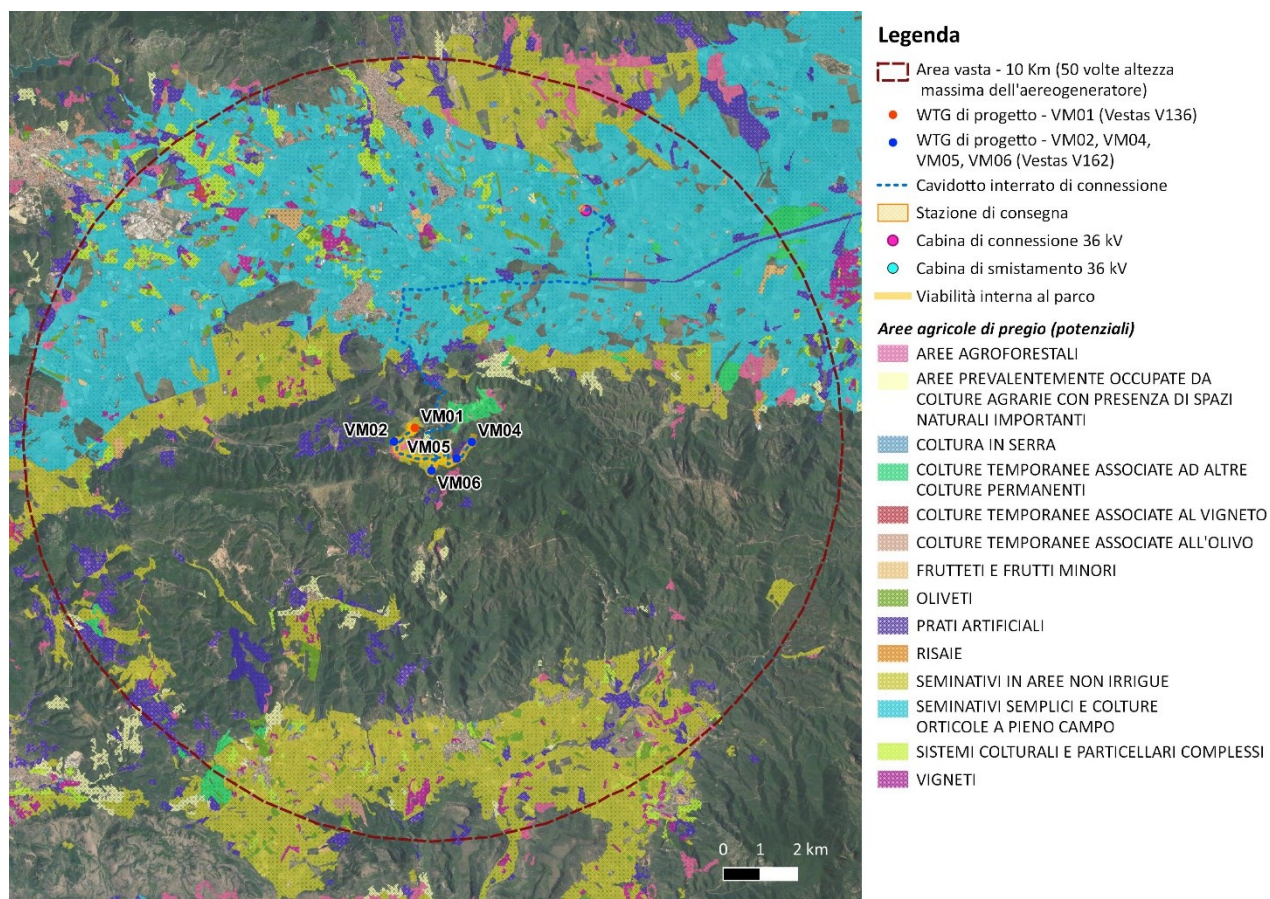 Legenda
Area vasta - 10 Km (50 volte altezza
massima dell'aereogeneratore)
WTG di progetto - VM01 (Vestas V136)
WTG di progetto - VM02, VM04,
VM05, VM06 (Vestas V162)
Cavidotto interrato di connessione
Stazione di consegna
Cabina di connessione 36 kV
Cabina di smistamento 36 kV
Viabilità interna al parco
Aree agricole di pregio (potenziali)
AREE AGROFORESTALI
AREE PREVALENTEMENTE OCCUPATE DA
COLTURE AGRARIE CON PRESENZA DI SPAZI
NATURALI IMPORTANTI
COLTURA IN SERRA
COLTURE TEMPORANEE ASSOCIATE AD ALTRE
COLTURE PERMANENTI
COLTURE TEMPORANEE ASSOCIATE AL VIGNETO
COLTURE TEMPORANEE ASSOCIATE ALL'OLIVO
FRUTTETI E FRUTTI MINORI
OLIVETI
PRATI ARTIFICIALI
RISAIE
SEMINATIVI IN AREE NON IRRIGUE
SEMINATIVI SEMPLICI E COLTURE
ORTICOLE A PIENO CAMPO
SISTEMI COLTURALI E PARTICELLARI COMPLESSI
VIGNETI
VM01
VM02
VM04
VM05
VM06
0 1 2 km